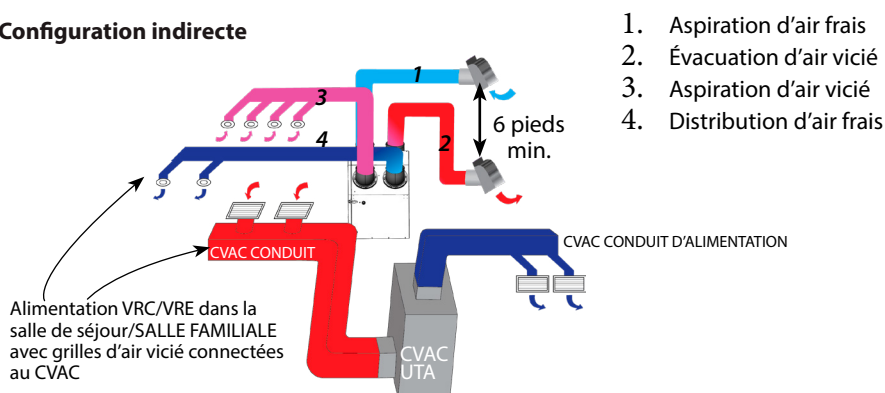 Configuration indirecte
1. Aspiration d’air frais
2. Évacuation d’air vicié
3. Aspiration d’air vicié
4. Distribution d’air frais
1
3
4
2
6 pieds
min.
CVAC CONDUIT
CVAC CONDUIT D’ALIMENTATION
Alimentation VRC/VRE dans la
salle de séjour/SALLE FAMILIALE
avec grilles d’air vicié connectées
au CVAC
CVAC
UTA